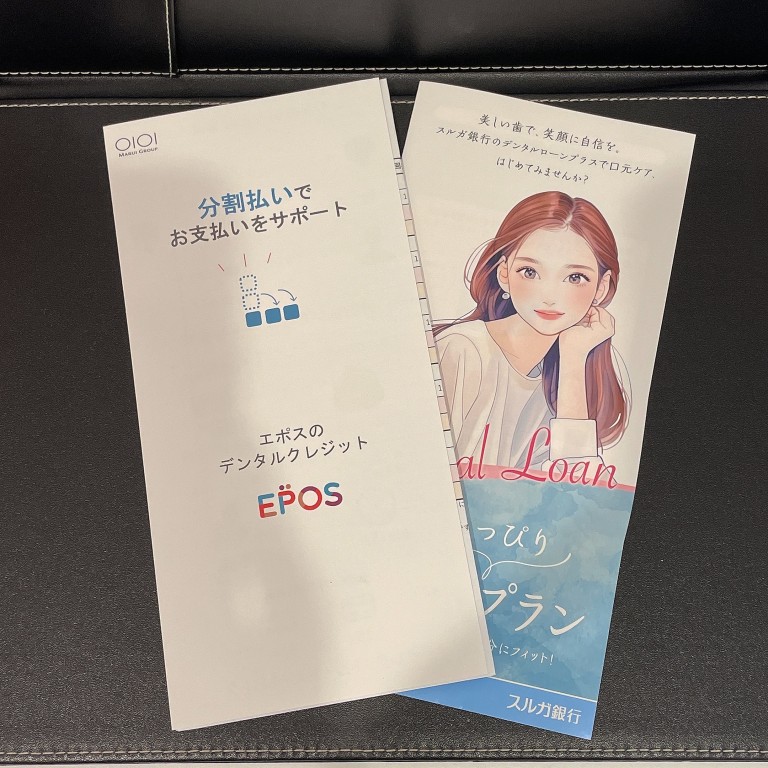 OIOI
MARUI GROUP
分割払いで
お支払いをサポート
エポスの
デンタルクレジット
EPOS
美しい歯で、笑顔に自信を。
スルガ銀行のデンタルローンプラスで口元ケア、
はじめてみませんか?
al Loan
っぴり
プラン
分にフィット!
スルガ銀行